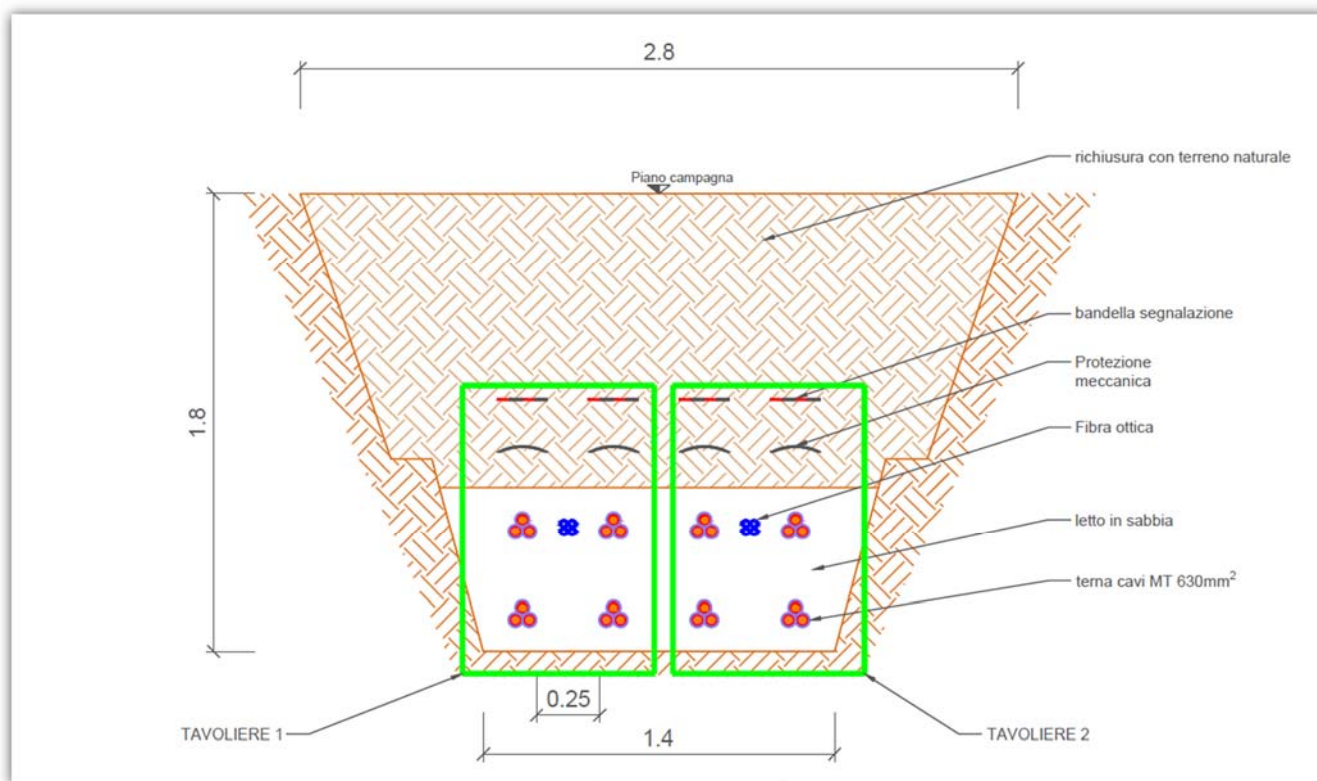 2.8
richiusura con terreno naturale
Piano campagna
bandella segnalazione
Protezione
meccanica
1.8
Fibra ottica
letto in sabbia
terna cavi MT 630mm²
0.25
TAVOLIERE 1
1.4
TAVOLIERE 2